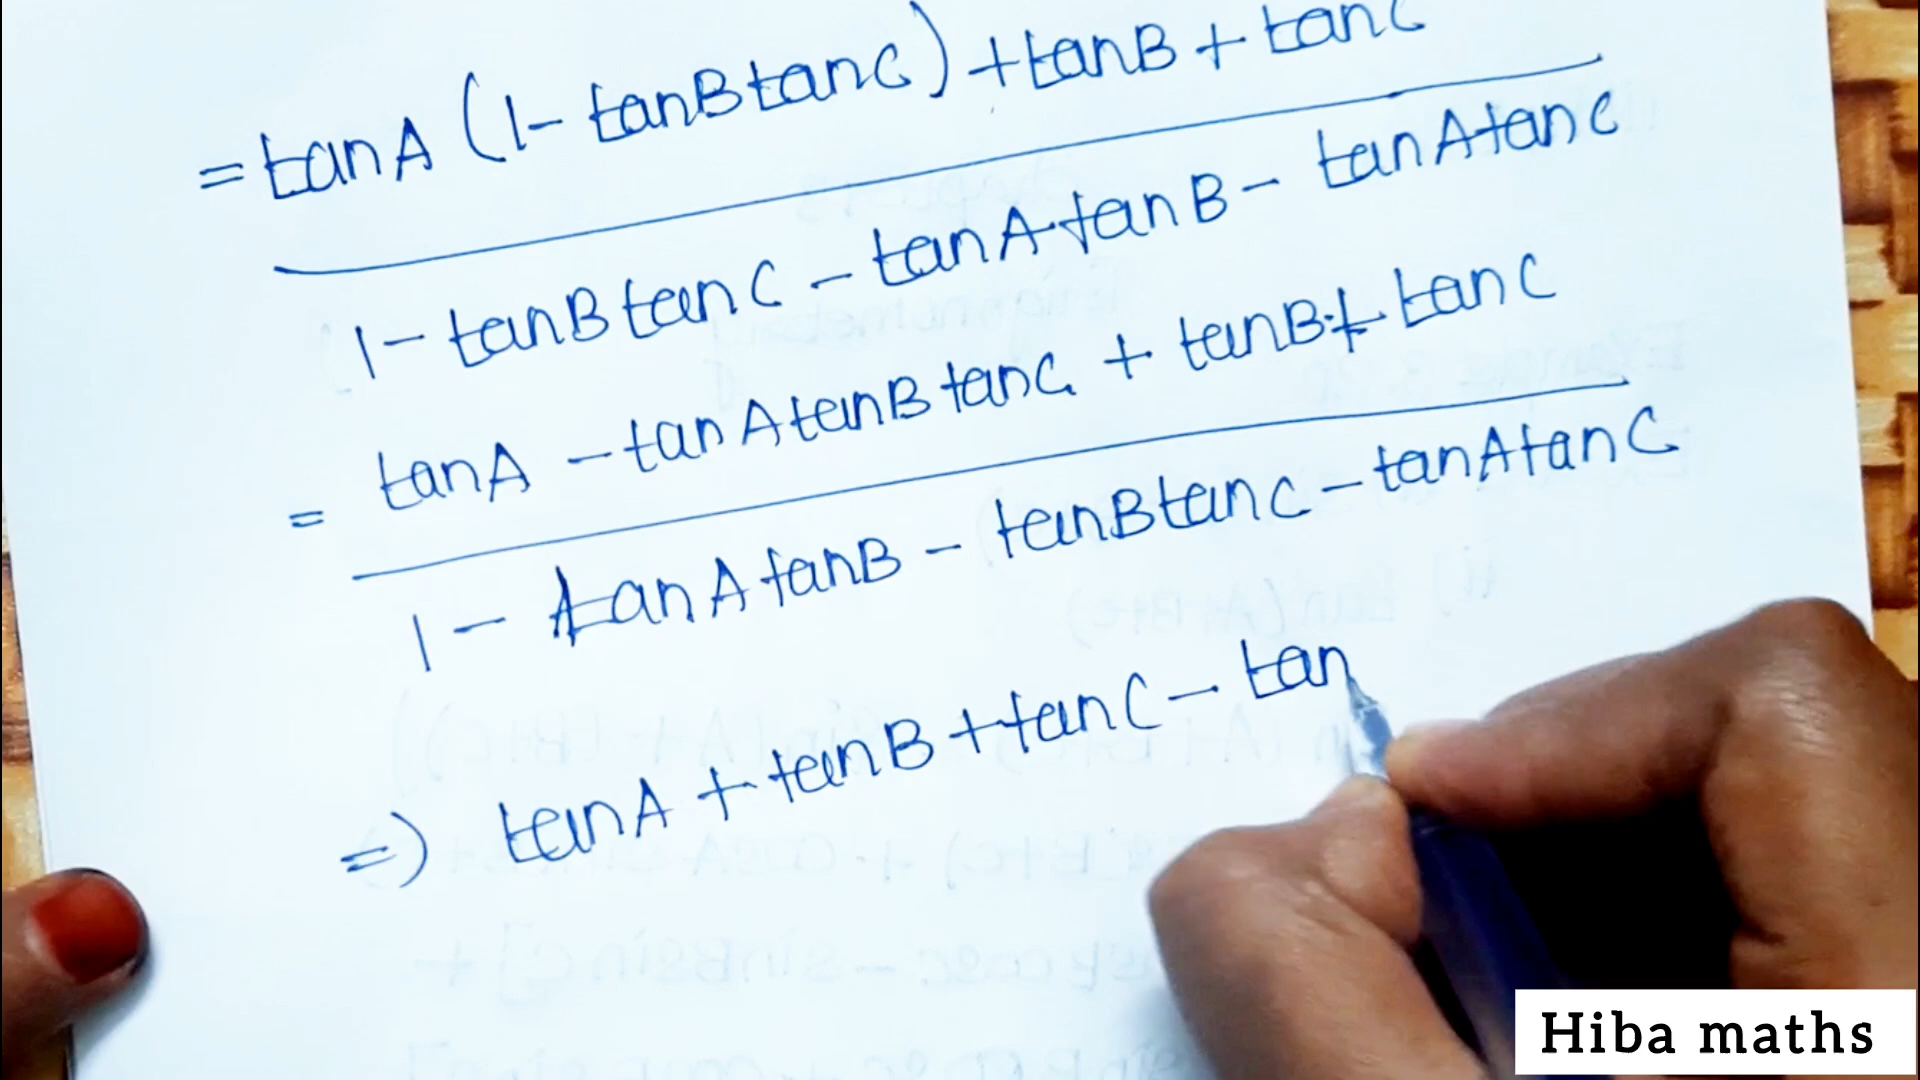 = tanA (1 - tanB tanC) + tanB + tanC
1 - tanB tanC - tanA tanB - tanA tanC
= tanA - tanA tanB tanC + tanB + tanC
1 - tanA tanB - tanB tanC - tanA tanC
=) tanA + tanB + tanC - tan
Hiba maths